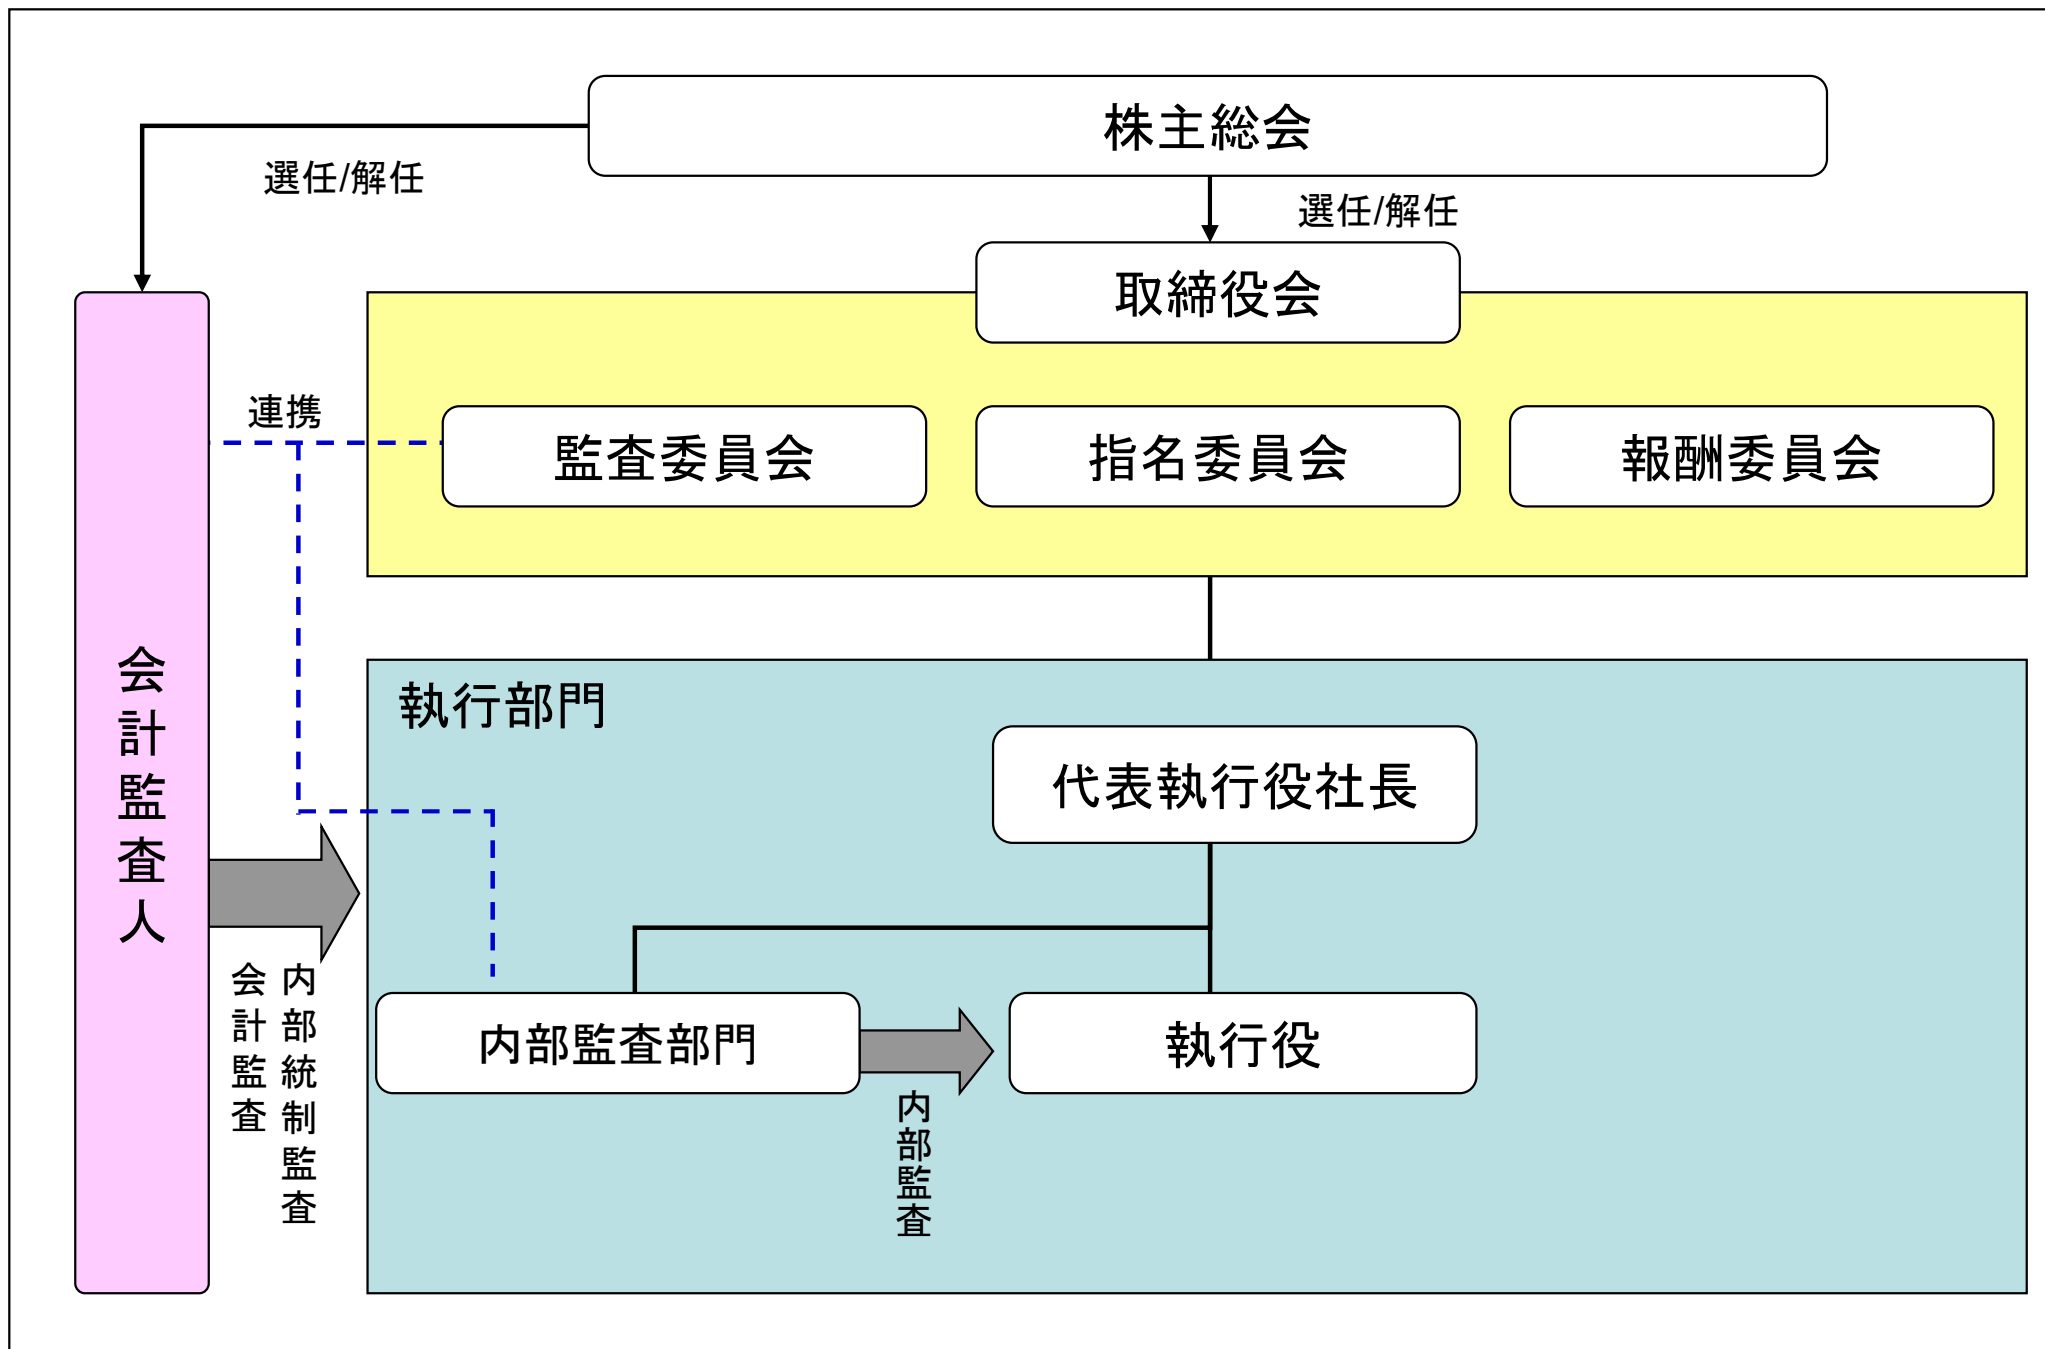 株主総会
選任/解任
選任/解任
取締役会
連携
監査委員会
指名委員会
報酬委員会
会計監査人
執行部門
代表執行役社長
内部統制監査
会計監査
内部監査部門
執行役
内部監査